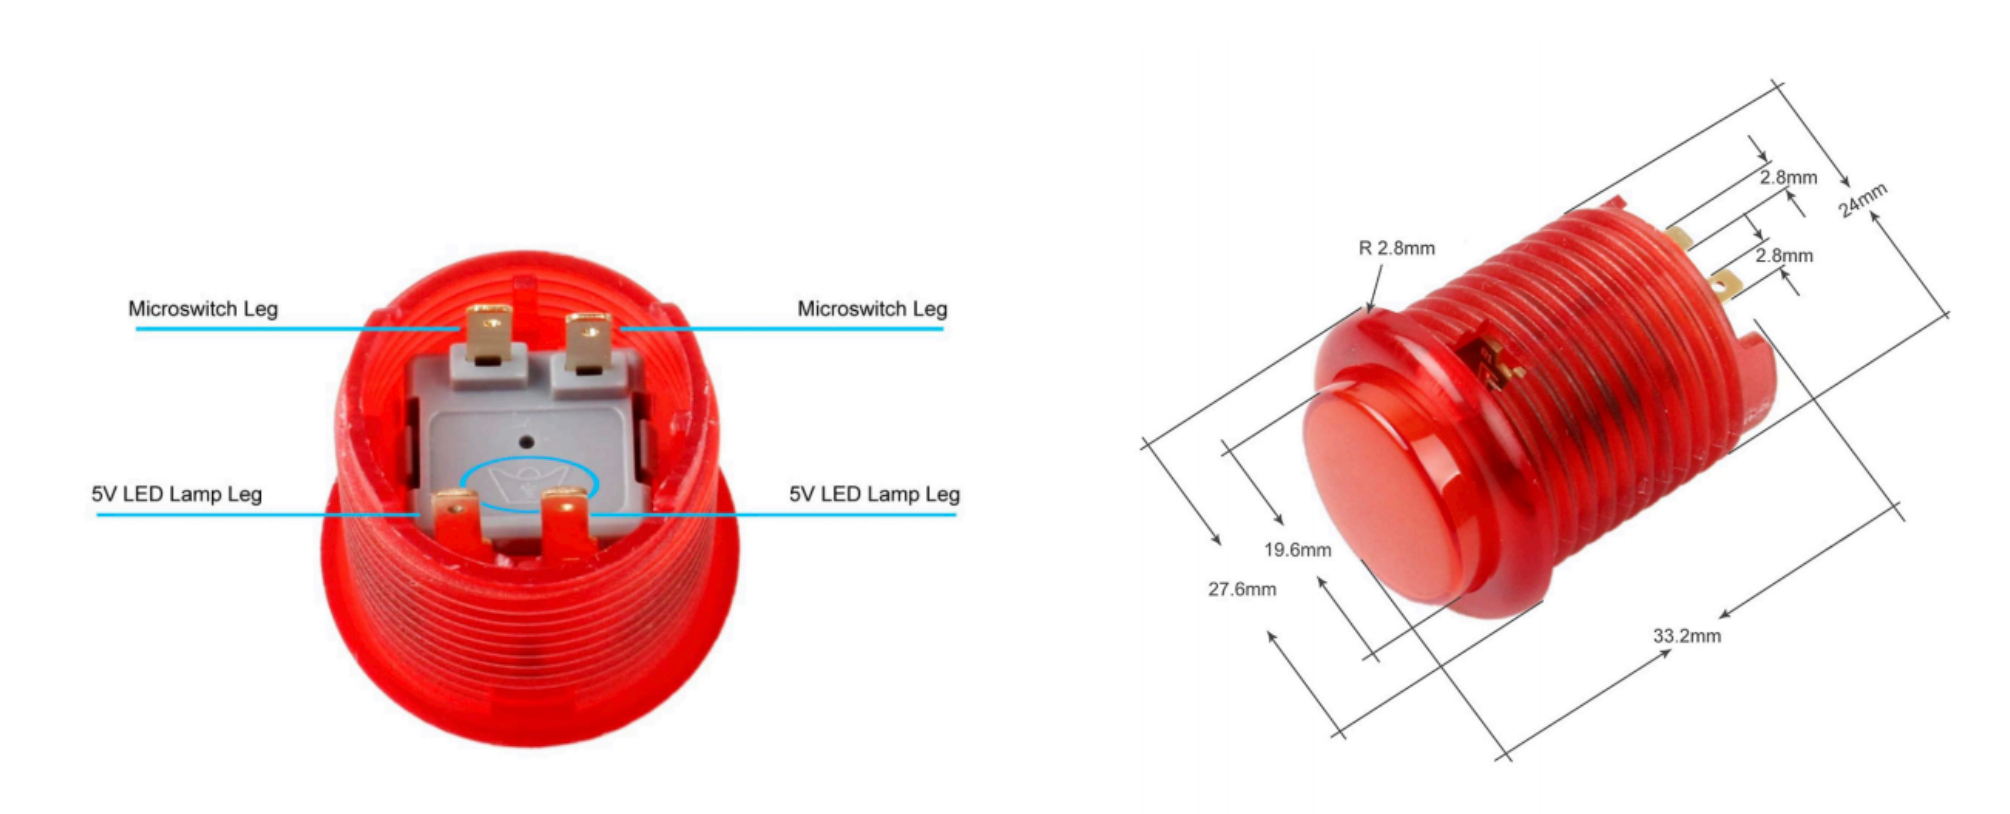 Microswitch Leg
Microswitch Leg
5V LED Lamp Leg
5V LED Lamp Leg
2.8mm
24mm
R 2.8mm
2.8mm
19.6mm
27.6mm
33.2mm